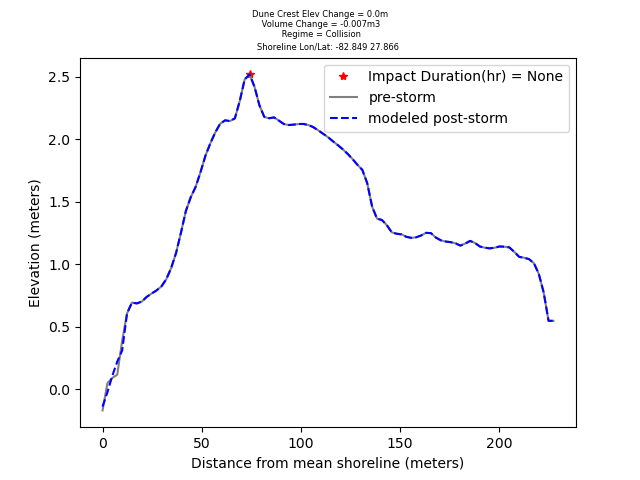 Dune Crest Elev Change = 0.0m
Volume Change = -0.007m3
Regime = Collision
Shoreline Lon/Lat: -82.849 27.866
Impact Duration(hr) = None
pre-storm
modeled post-storm
2.5
2.0
1.5
1.0
0.5
0.0
Elevation (meters)
0 50 100 150 200
Distance from mean shoreline (meters)